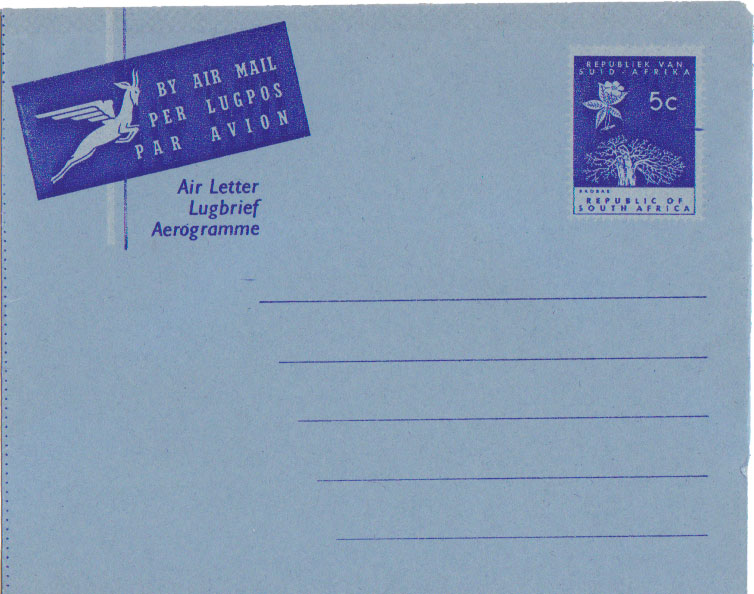 BY AIR MAIL
PER LUGPOS
PAR AVION
Air Letter
Lugbrief
Aerogramme
REPUBLIEK VAN
SUID-AFRIKA
5c
BAOBAB
REPUBLIC OF
SOUTH AFRICA